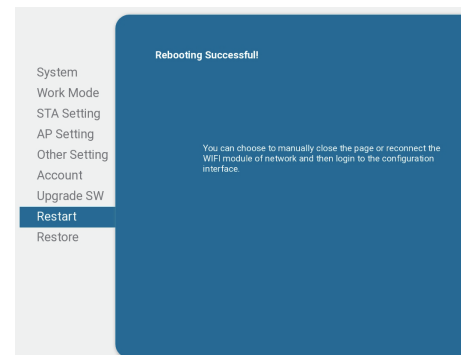 Rebooting Successful!
System
Work Mode
STA Setting
AP Setting
Other Setting
Account
Upgrade SW
Restart
Restore
You can choose to manually close the page or reconnect the
WIFI module of network and then login to the configuration
interface.